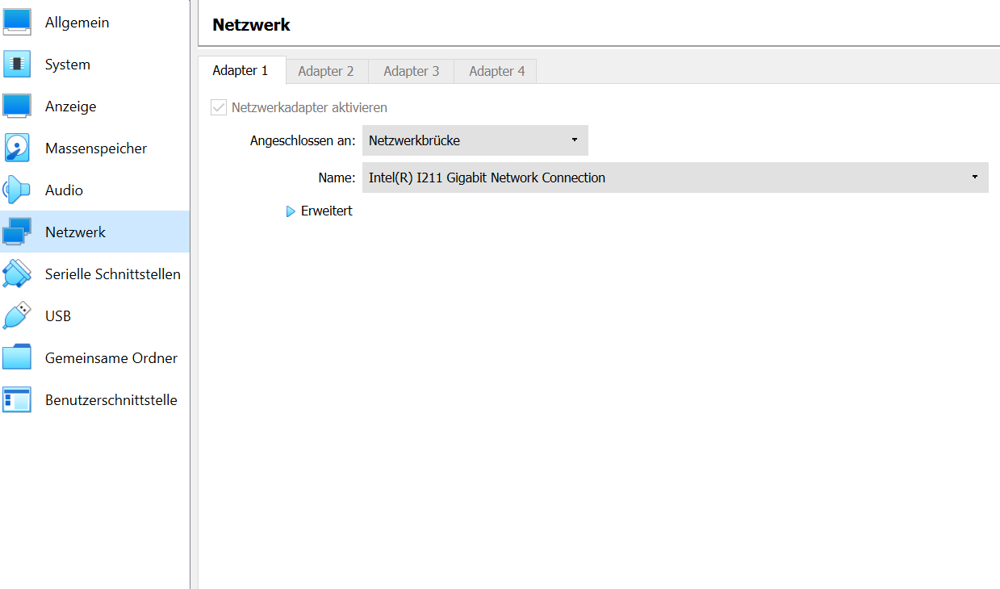 Allgemein
System
Anzeige
Massenspeicher
Audio
Netzwerk
Serielle Schnittstellen
USB
Gemeinsame Ordner
Benutzerschnittstelle
Netzwerk
Adapter 1 Adapter 2 Adapter 3 Adapter 4
Netzwerkadapter aktivieren
Angeschlossen an: Netzwerkbrücke
Name: Intel(R) I211 Gigabit Network Connection
Erweitert